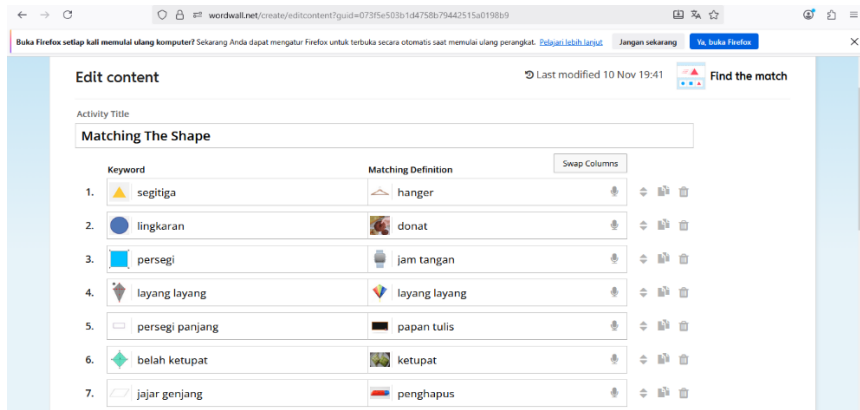 wordwall.net/create/editcontent?guid=073f5e503b1d4758b79442515a0198b9
Buka Firefox setiap kali memulai ulang komputer? Sekarang Anda dapat mengatur Firefox untuk terbuka secara otomatis saat memulai ulang perangkat. Pelajari lebih lanjut Jangan sekarang Ya, buka Firefox
Edit content Last modified 10 Nov 19:41 Find the match
Activity Title
Matching The Shape
Swap Columns
Keyword Matching Definition
1. segitiga hanger
2. lingkaran donat
3. persegi jam tangan
4. layang layang layang layang
5. persegi panjang papan tulis
6. belah ketupat ketupat
7. jajar genjang penghapus